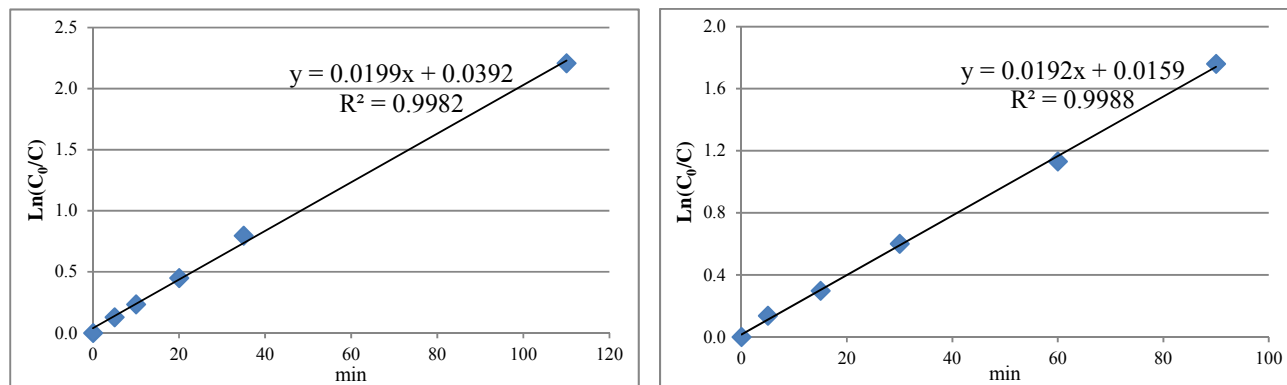 2.5
2.0
1.5
1.0
0.5
0.0
Ln(C₀/C)
y = 0.0199x + 0.0392
R² = 0.9982
0 20 40 60 80 100 120
min
2.0
1.6
1.2
0.8
0.4
0.0
Ln(C₀/C)
y = 0.0192x + 0.0159
R² = 0.9988
0 20 40 60 80 100
min